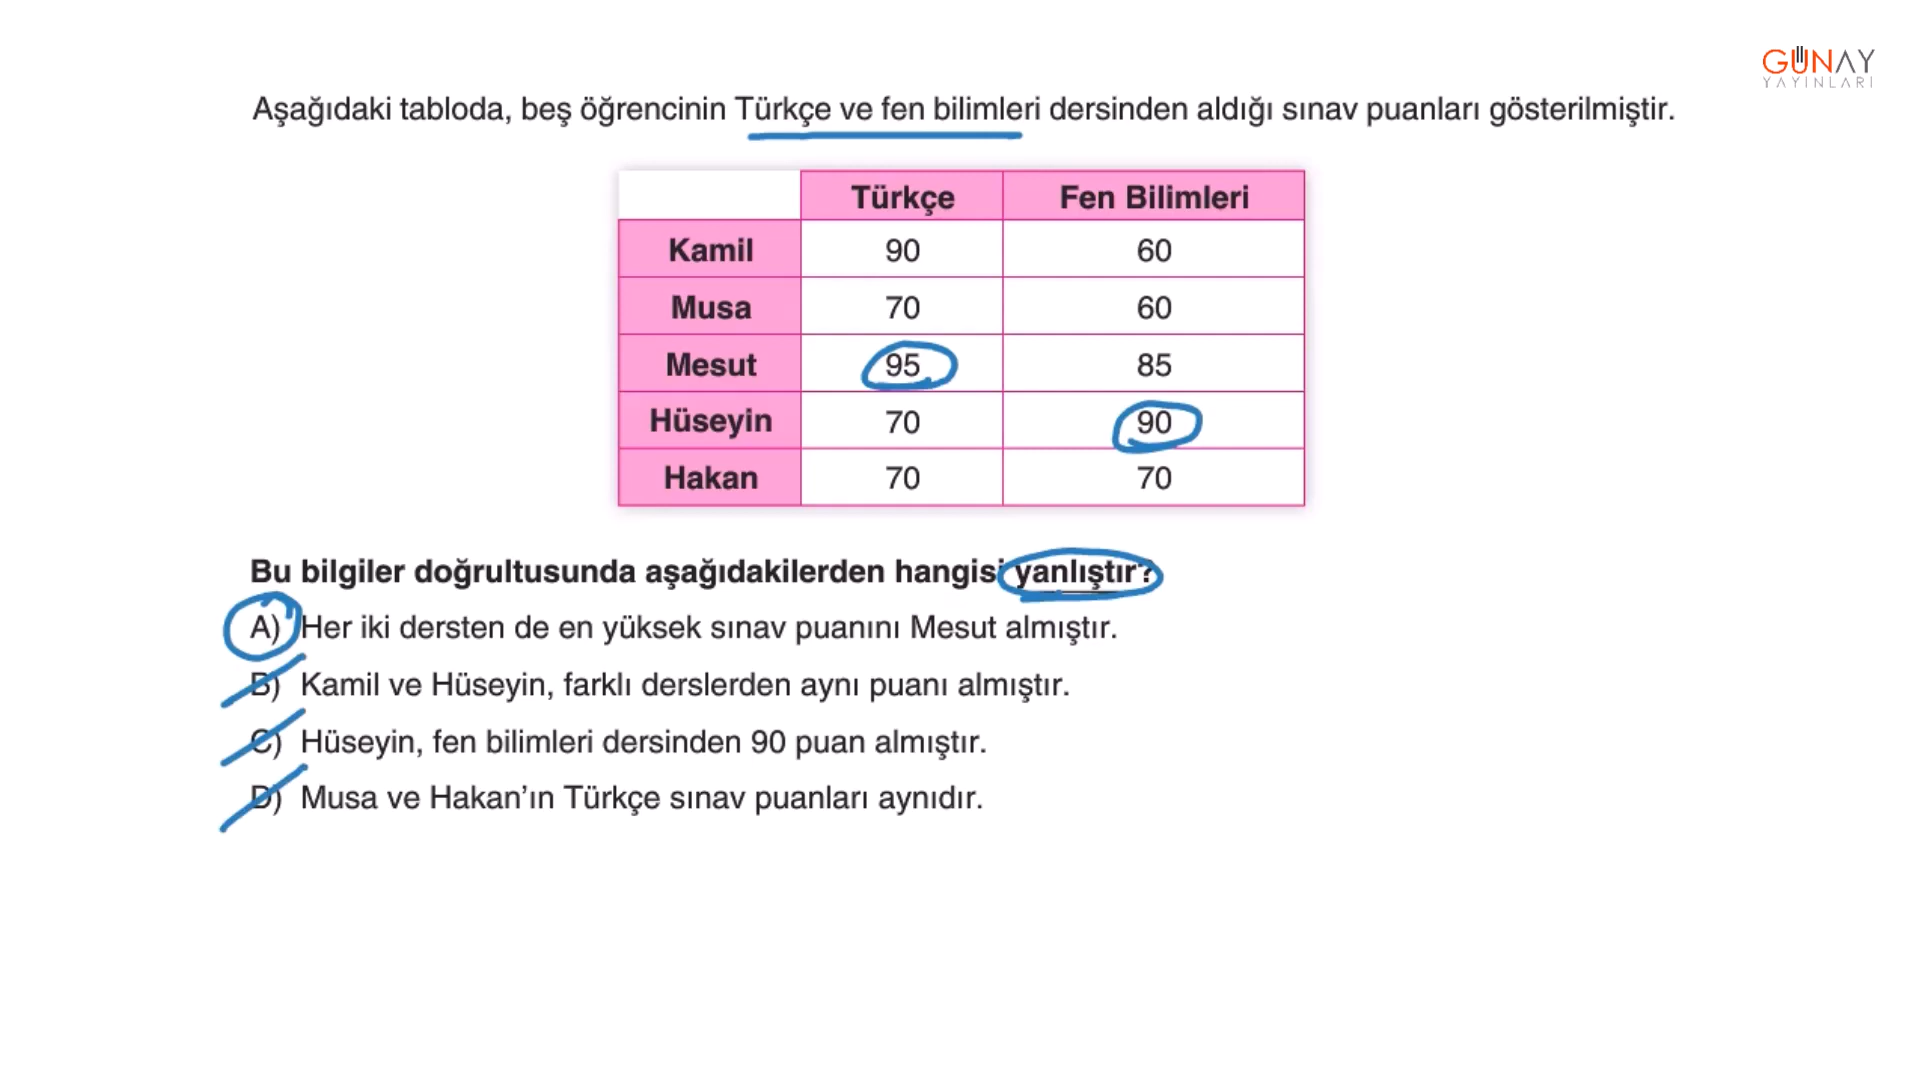 GÜNAY
YAYINLARI
Aşağıdaki tabloda, beş öğrencinin Türkçe ve fen bilimleri dersinden aldığı sınav puanları gösterilmiştir.
Türkçe Fen Bilimleri
Kamil 90 60
Musa 70 60
Mesut 95 85
Hüseyin 70 90
Hakan 70 70
Bu bilgiler doğrultusunda aşağıdakilerden hangisi yanlıştır?
A) Her iki dersten de en yüksek sınav puanını Mesut almıştır.
B) Kamil ve Hüseyin, farklı derslerden aynı puanı almıştır.
C) Hüseyin, fen bilimleri dersinden 90 puan almıştır.
D) Musa ve Hakan’ın Türkçe sınav puanları aynıdır.